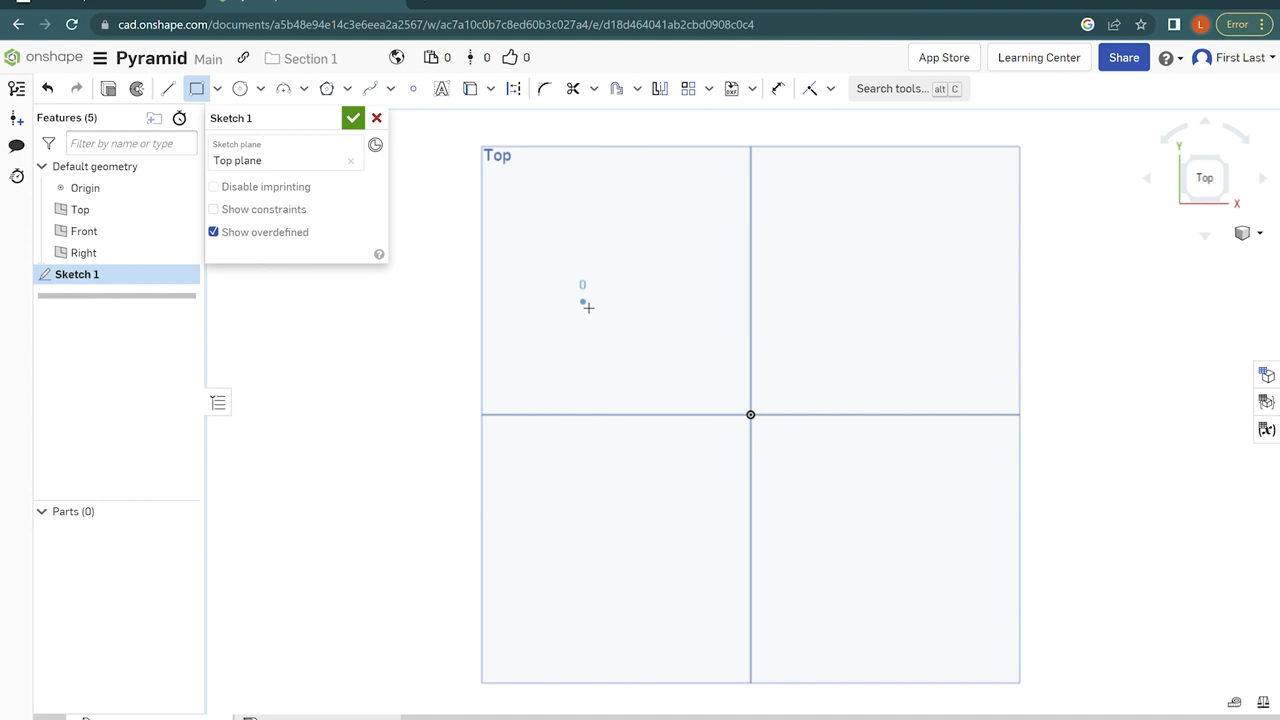 cad.onshape.com/documents/a5b48e94e14c3e6eea2a2567/w/ac7a10c0b7c8ed60b3c027a4/e/d18d464041ab2cbd0908c0c4
L
Error
onshape
Pyramid Main
Section 1
0
0
0
App Store
Learning Center
Share
First Last
Search tools...
alt C
Features (5)
Filter by name or type
Default geometry
Origin
Top
Front
Right
Sketch 1
Parts (0)
Sketch 1
Sketch plane
Top plane
Disable imprinting
Show constraints
Show overdefined
Top
0
Y
Top
X